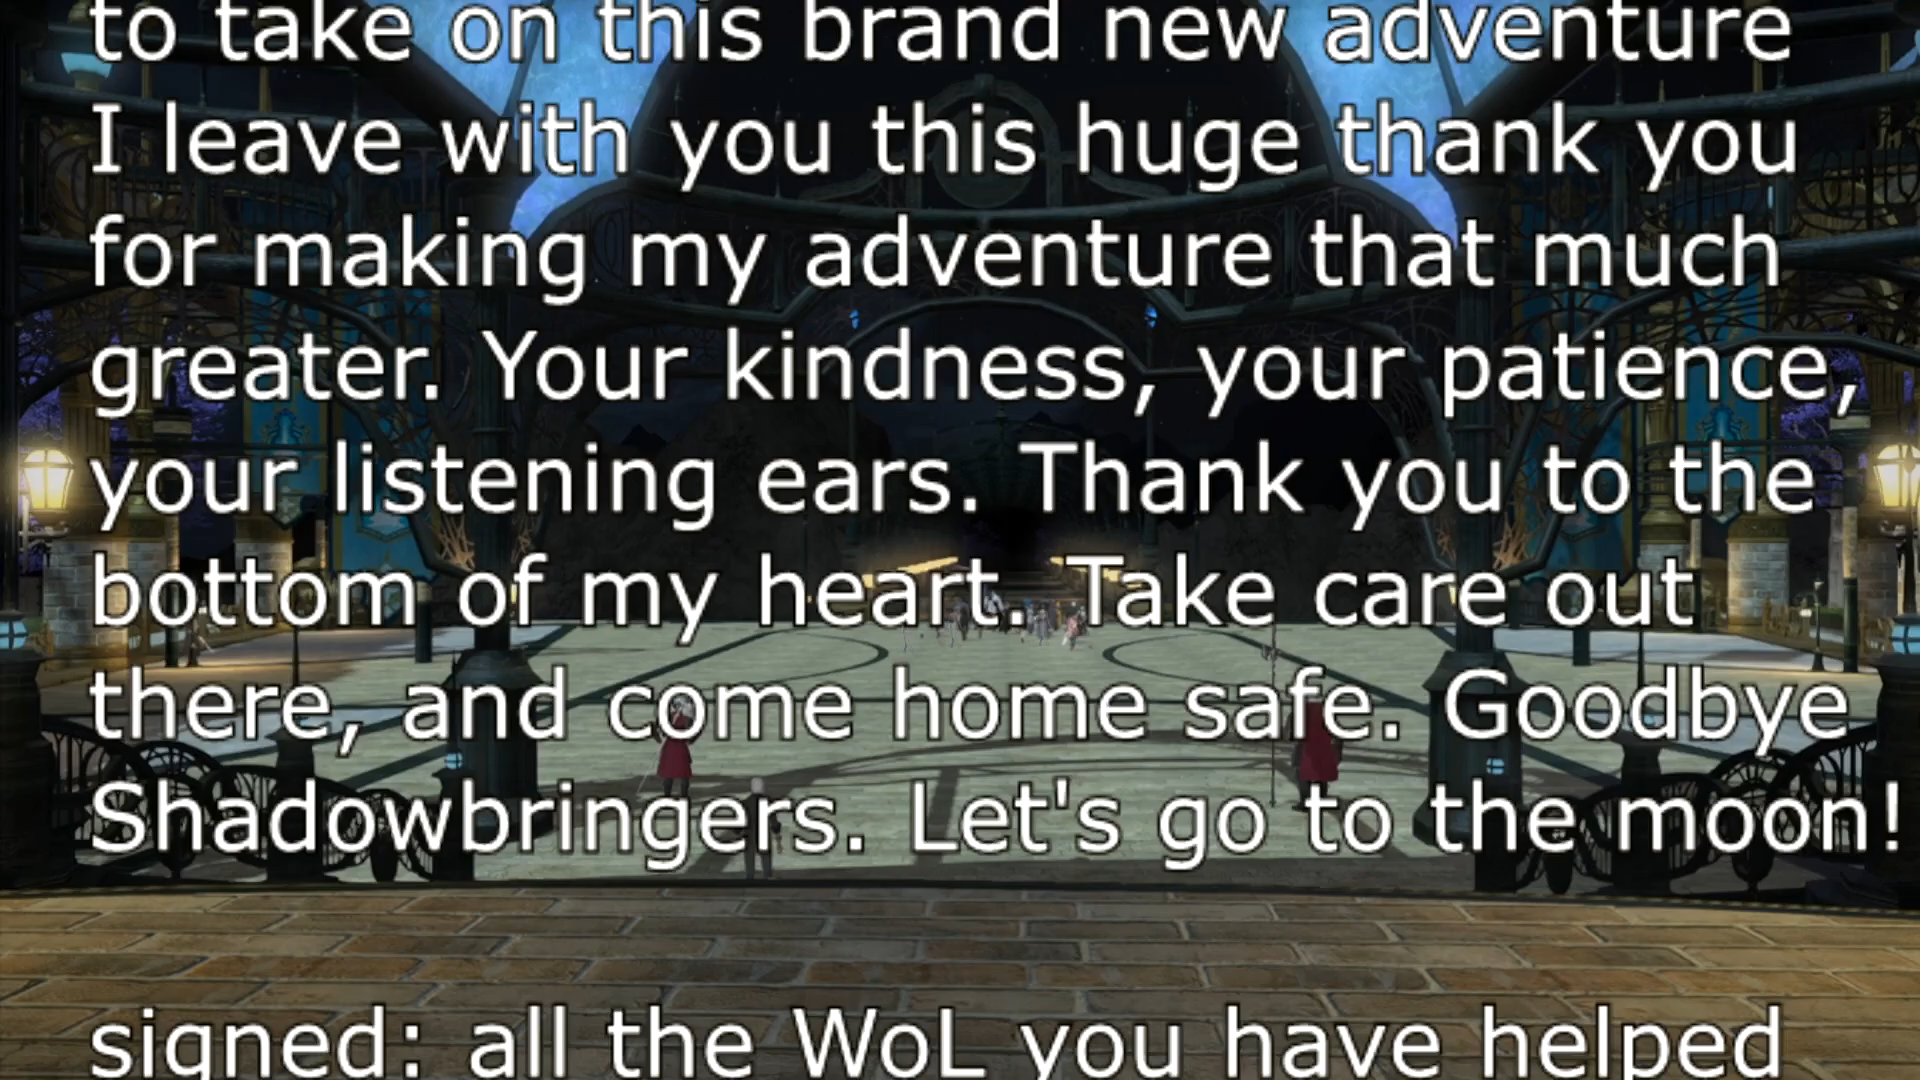 to take on this brand new adventure
I leave with you this huge thank you
for making my adventure that much
greater. Your kindness, your patience,
your listening ears. Thank you to the
bottom of my heart. Take care out
there, and come home safe. Goodbye
Shadowbringers. Let's go to the moon!
signed: all the WoL you have helped